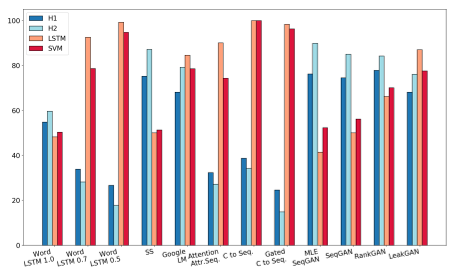 H1
H2
LSTM
SVM
100
80
60
40
20
0
Word
LSTM 1.0
Word
LSTM 0.7
Word
LSTM 0.5
SS
Google
LM
Attention
Attr.Seq.
C to Seq.
Gated
C to Seq.
MLE
SeqGAN
SeqGAN
RankGAN
LeakGAN